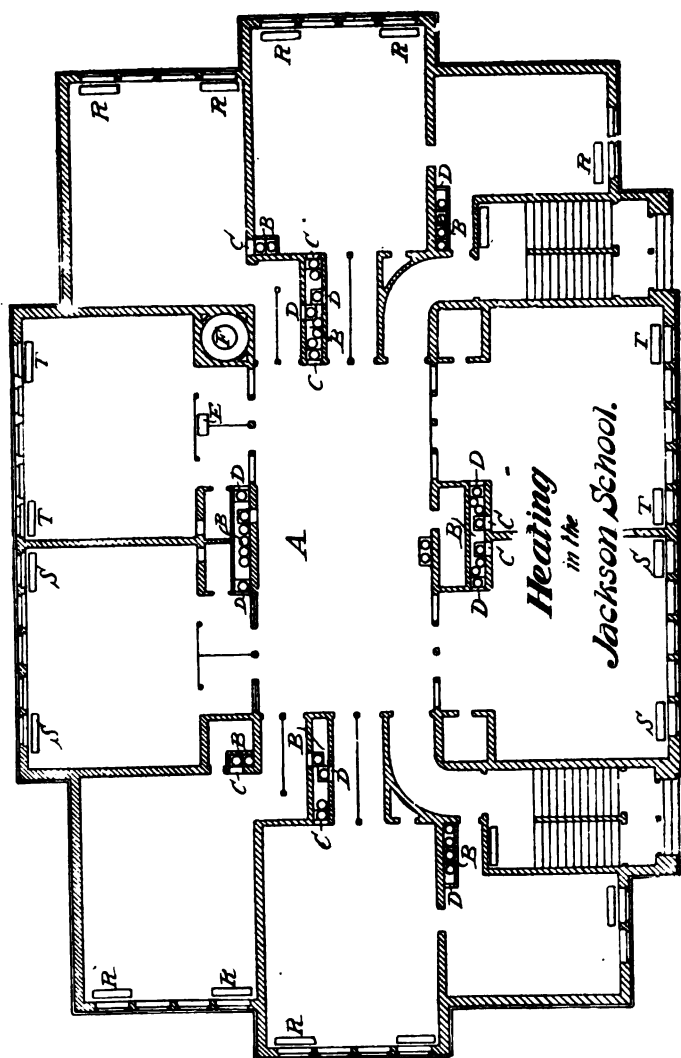 S S T T
R R
R E F R
C B D B D C
B
R B A D R
C C C
D B D
R
D B B D
B
D C C D
Heating
in the
R
Jackson School.
S S T T